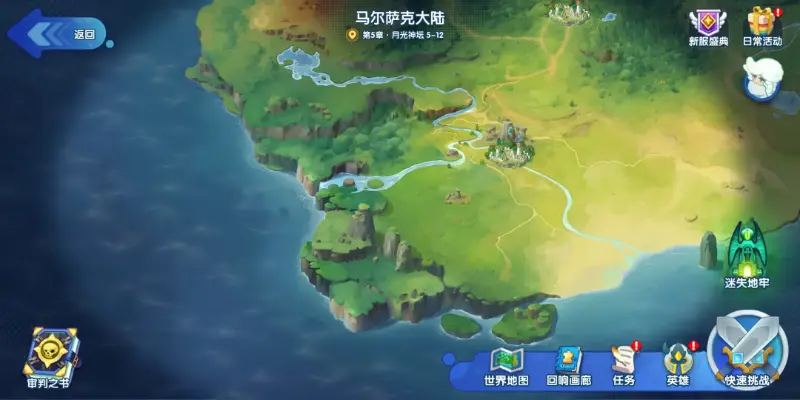 返回
马尔萨克大陆
第5章·月光神坛 5-12
新服盛典
日常活动
迷失地牢
审判之书
世界地图
回响画廊
任务
英雄
快速挑战